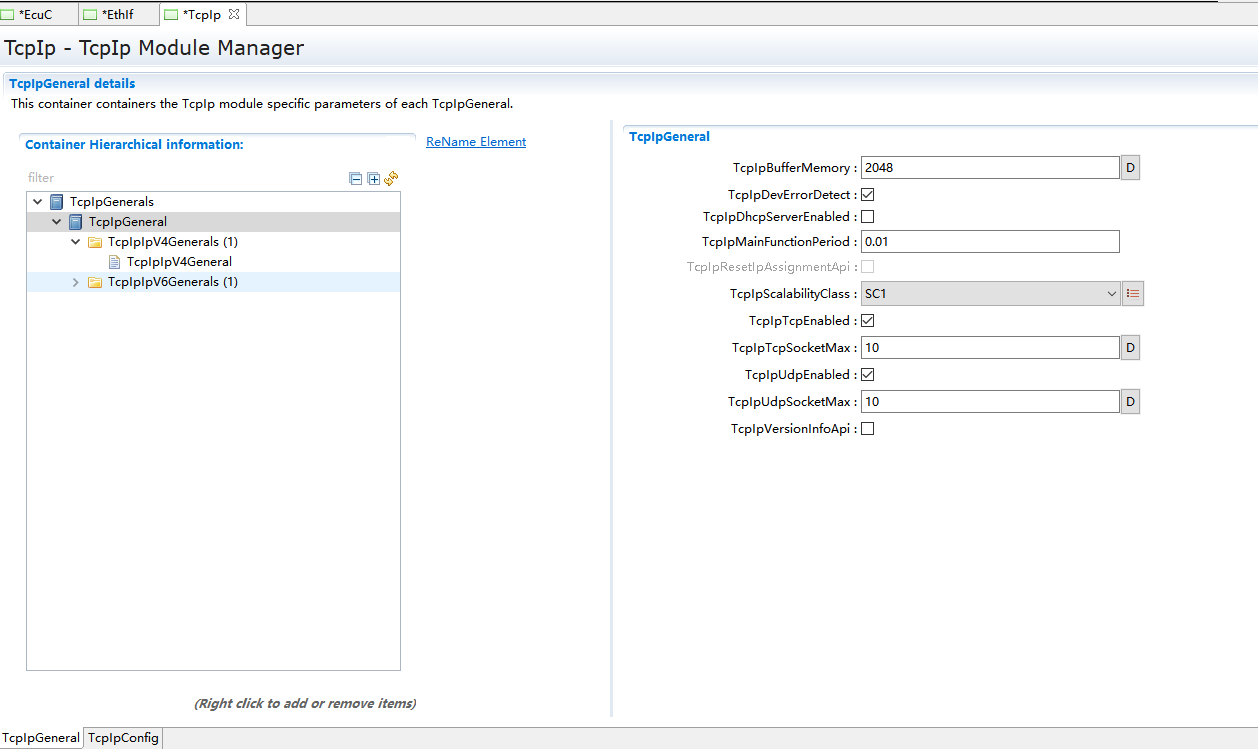 *EcuC
*EthIf
*TcpIp
TcpIp - TcpIp Module Manager
TcpIpGeneral details
This container containers the TcpIp module specific parameters of each TcpIpGeneral.
Container Hierarchical information:
ReName Element
filter
TcpIpGenerals
TcpIpGeneral
TcpIpIpV4Generals (1)
TcpIpIpV4General
TcpIpIpV6Generals (1)
(Right click to add or remove items)
TcpIpGeneral
TcpIpBufferMemory : 2048 D
TcpIpDevErrorDetect :
TcpIpDhcpServerEnabled :
TcpIpMainFunctionPeriod : 0.01
TcpIpResetIpAssignmentApi :
TcpIpScalabilityClass : SC1
TcpIpTcpEnabled :
TcpIpTcpSocketMax : 10 D
TcpIpUdpEnabled :
TcpIpUdpSocketMax : 10 D
TcpIpVersionInfoApi :
TcpIpGeneral TcpIpConfig